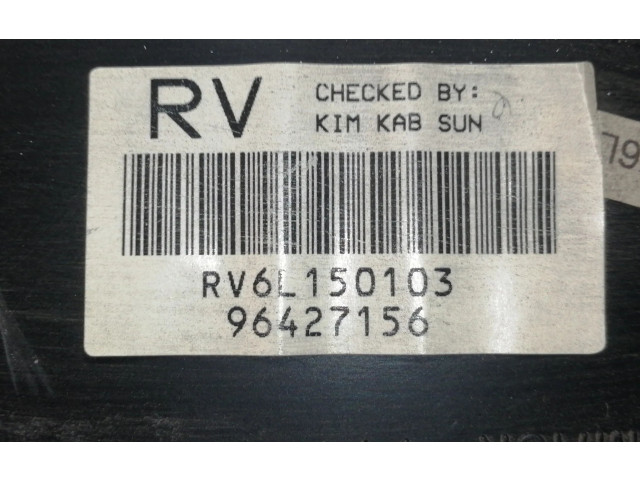 RV
CHECKED BY:
KIM KAB SUN
RV6L150103
96427156